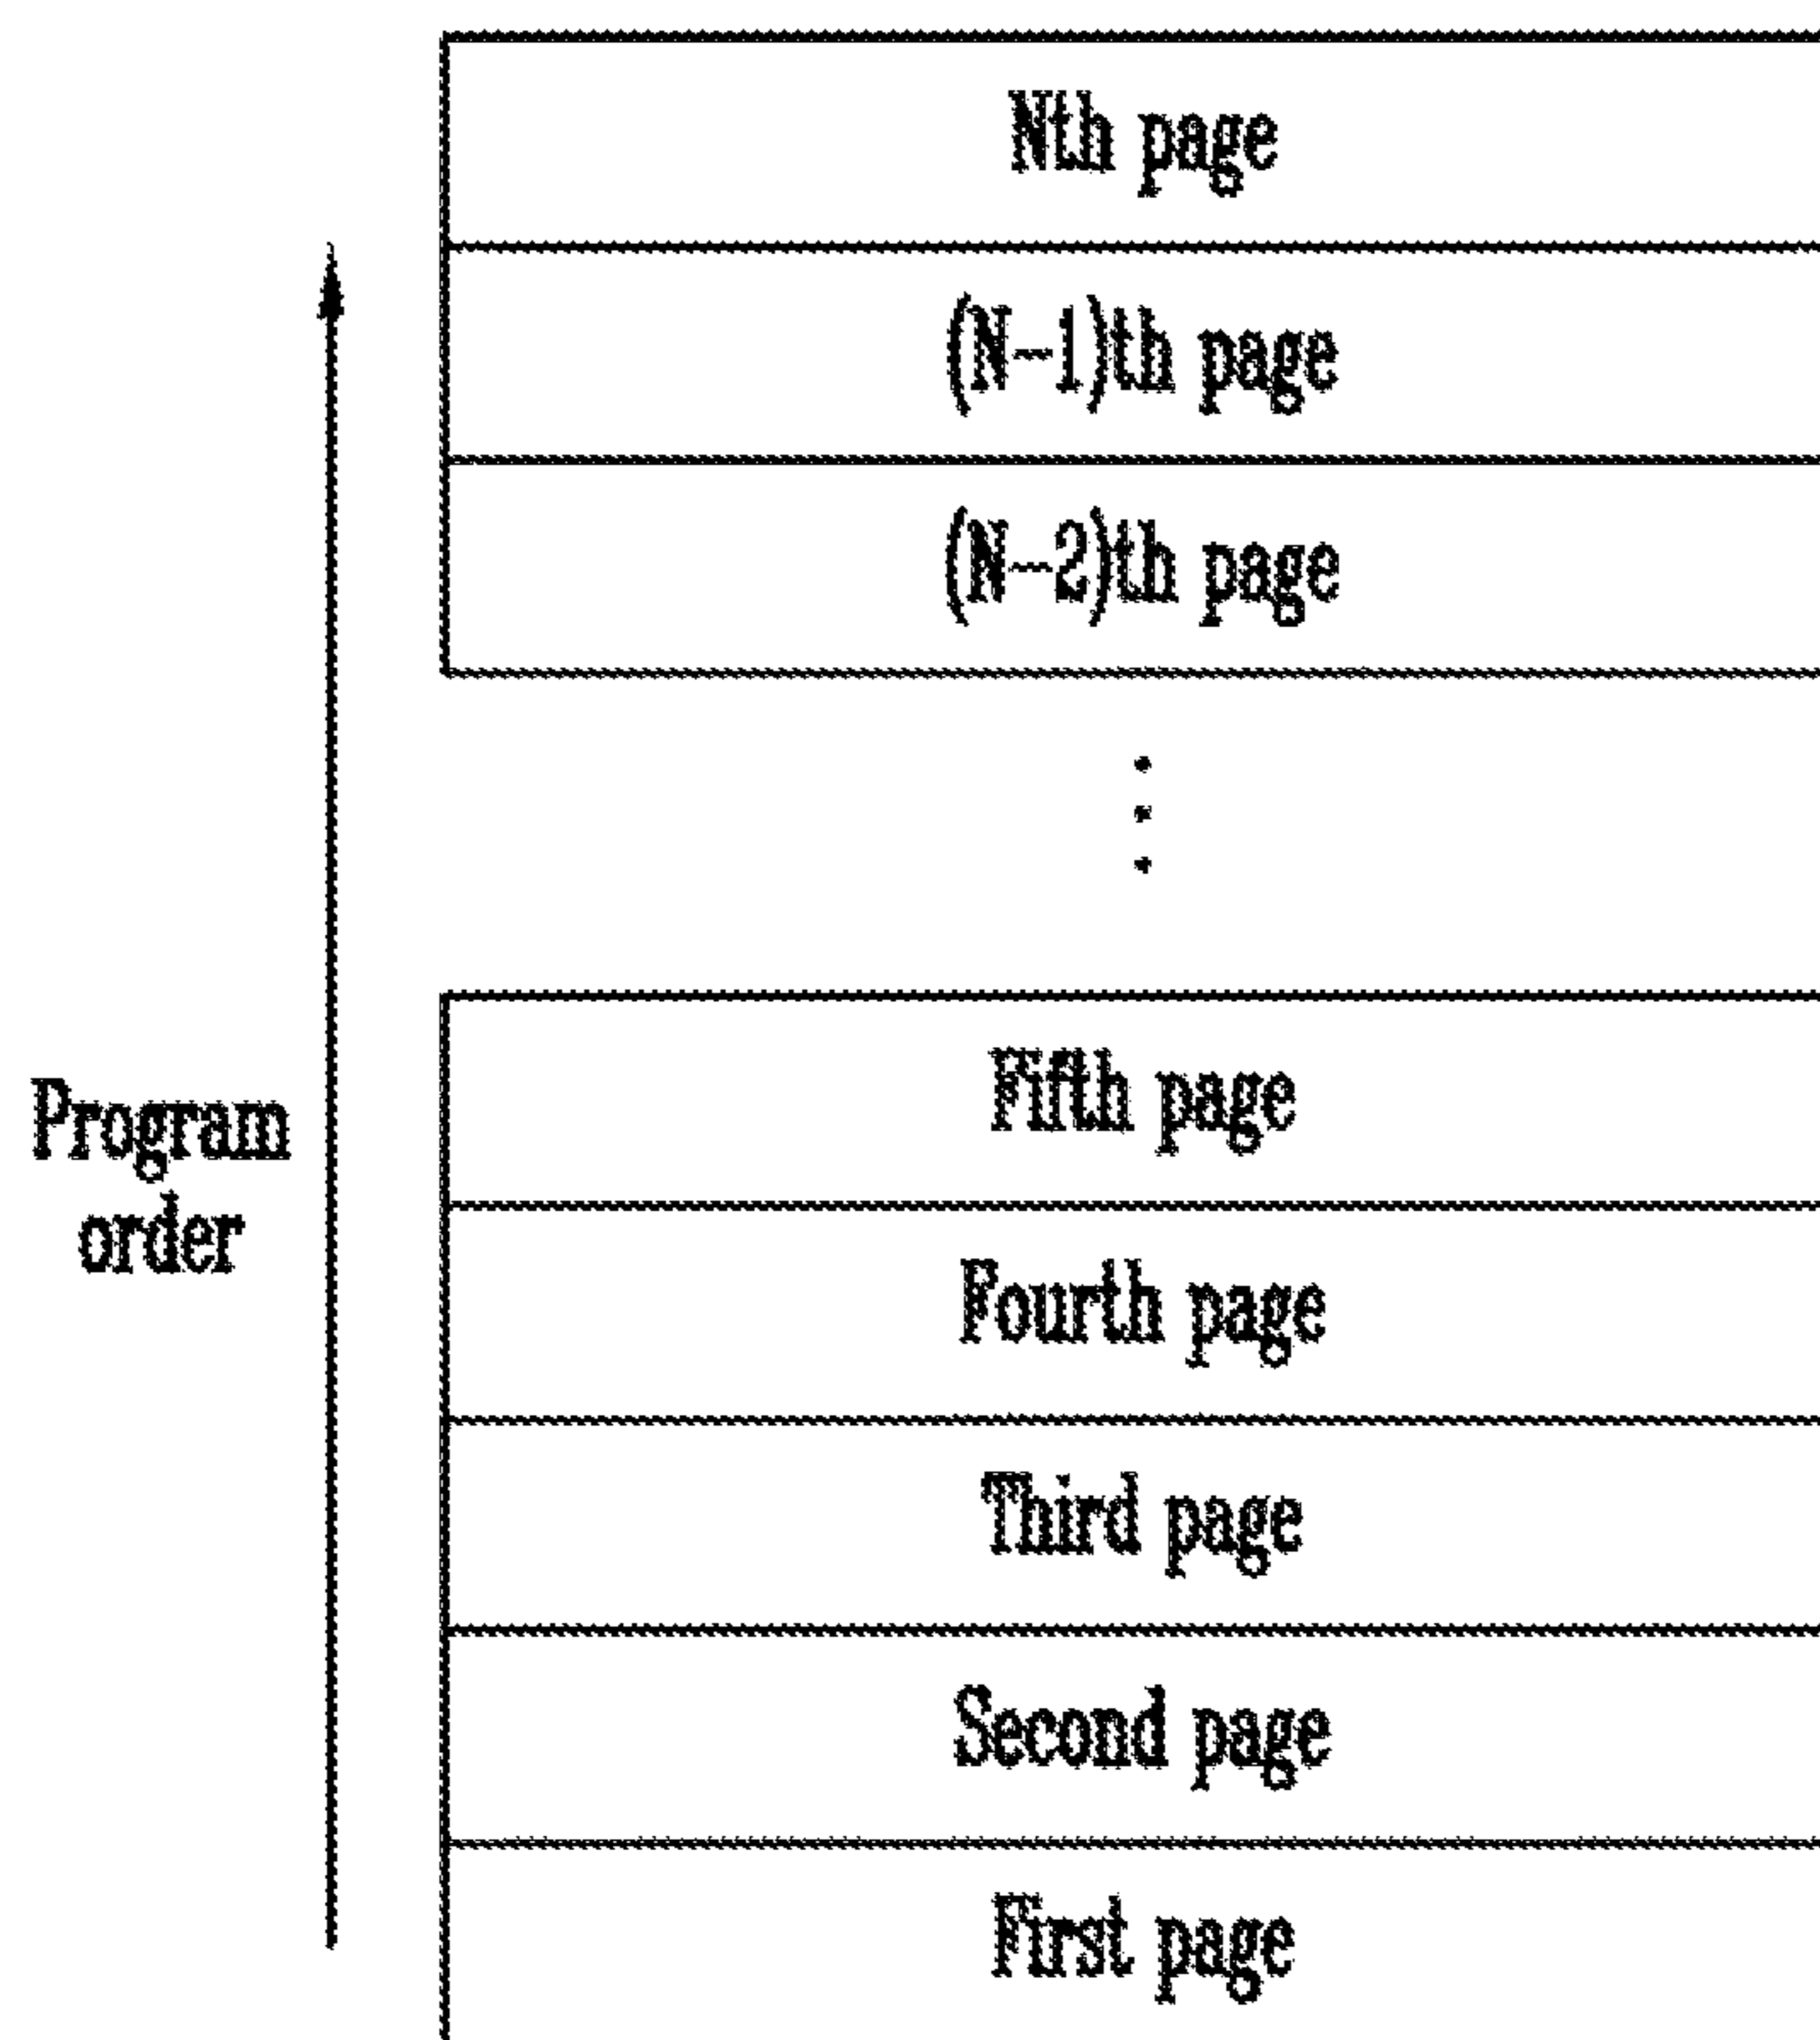 Nth page
(N-1)th page
(N-2)th page
Fifth page
Program
order
Fourth page
Third page
Second page
First page